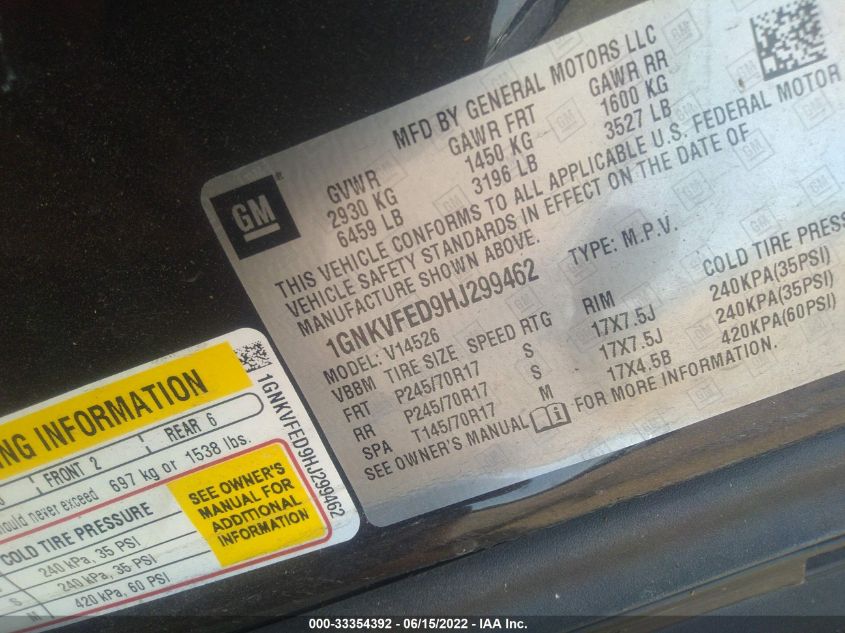 MFD BY GENERAL MOTORS LLC
GM
®
GVWR GAWR FRT GAWR RR
2930 KG 1450 KG 1600 KG
6459 LB 3196 LB 3527 LB
THIS VEHICLE CONFORMS TO ALL APPLICABLE U.S. FEDERAL MOTOR
VEHICLE SAFETY STANDARDS IN EFFECT ON THE DATE OF
MANUFACTURE SHOWN ABOVE.
1GNKVFED9HJ299462 TYPE: M.P.V.
MODEL: V14526
VBBM TIRE SIZE SPEED RTG RIM COLD TIRE PRESS
FRT P245/70R17 S 17X7.5J 240KPA(35PSI)
RR P245/70R17 S 17X7.5J 240KPA(35PSI)
SPA T145/70R17 M 17X4.5B 420KPA(60PSI)
SEE OWNER'S MANUAL FOR MORE INFORMATION.
ING INFORMATION
1GNKVFED9HJ299462
FRONT 2 REAR 6
should never exceed 697 kg or 1538 lbs.
COLD TIRE PRESSURE
240 kPa, 35 PSI
S 240 kPa, 35 PSI
M 420 kPa, 60 PSI
SEE OWNER'S
MANUAL FOR
ADDITIONAL
INFORMATION
000-33354392 - 06/15/2022 - IAA Inc.